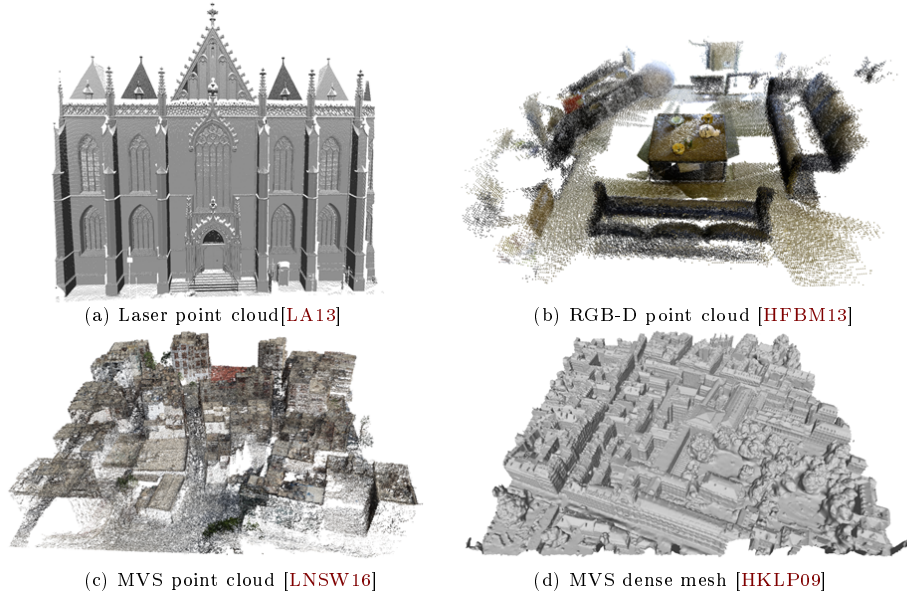 (a) Laser point cloud[LA13]
(b) RGB-D point cloud [HFBM13]
(c) MVS point cloud [LNSW16]
(d) MVS dense mesh [HKLP09]